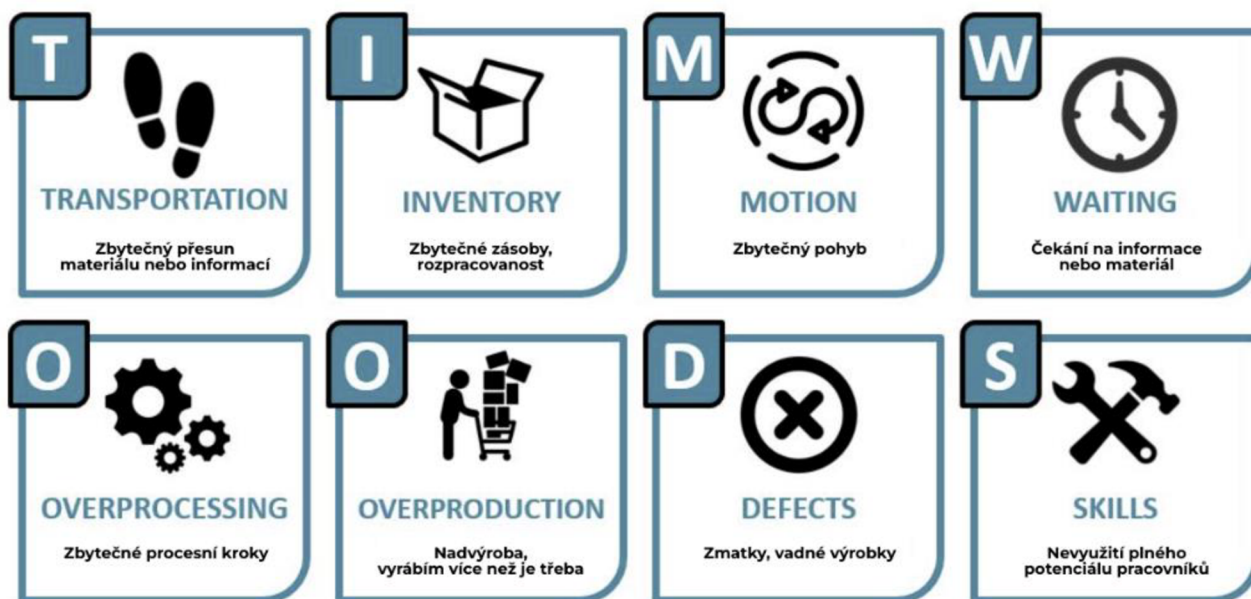 T
TRANSPORTATION
Zbytečný přesun
materiálu nebo informací
I
INVENTORY
Zbytečné zásoby,
rozpracovanost
M
MOTION
Zbytečný pohyb
W
WAITING
Čekání na informace
nebo materiál
O
OVERPROCESSING
Zbytečné procesní kroky
O
OVERPRODUCTION
Nadvýroba,
vyrábím více než je třeba
D
DEFECTS
Zmatky, vadné výrobky
S
SKILLS
Nevyužití plného
potenciálu pracovníků